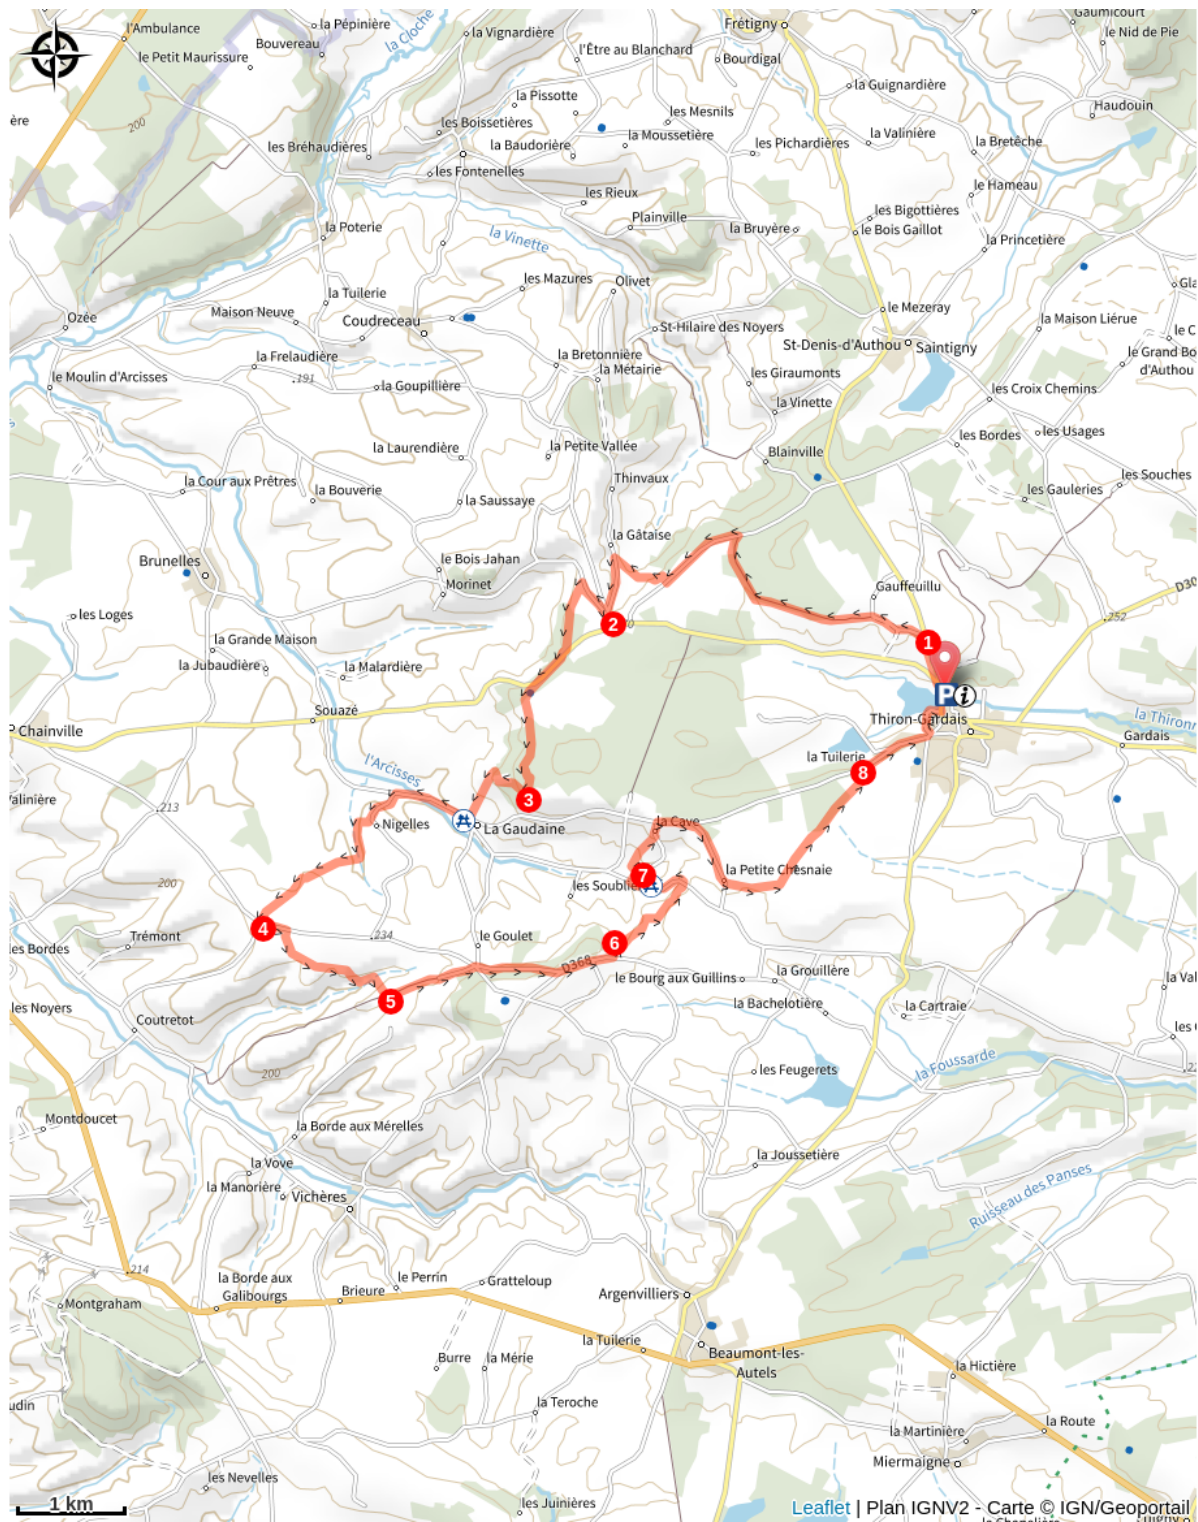 l'Ambulance
la Pépinière
la Cloche
la Vignardière
Frétigny
Gaumicourt
le Nid de Pie
Bouvereau
l'Être au Blanchard
le Petit Maurissure
Bourdigal
la Guignardière
la Pissotte
Haudouin
200
les Boissetières
les Mesnils
ère
la Moussetière
la Valinière
les Bréhaudières
la Baudorière
les Pichardières
la Bretêche
les Fontenelles
les Rieux
le Hameau
la Poterie
Plainville
les Bigottières
la Vinette
la Bruyère
le Bois Gaillot
la Princetière
les Mazures
Olivet
la Tuilerie
Maison Neuve
le Mezeray
Ozée
Coudreceau
St-Hilaire des Noyers
la Maison Liérue
St-Denis-d'Authou
Saintigny
la Frelaudière
la Bretonnière
le Grand Bo
d'Authou
le Moulin d'Arcisses
191
la Goupillière
la Métairie
les Giraumonts
les Croix Chemins
la Vinette
la Laurendière
la Petite Vallée
Blainville
les Bordes
les Usages
la Cour aux Prêtres
la Bouverie
Thinvaux
les Souches
la Saussaye
les Gauleries
la Gâtaise
Brunelles
le Bois Jahan
Morinet
Gauffeuillu
D30
les Loges
2
252
la Grande Maison
1
la Jubaudière
la Malardière
P i
Souazé
Thiron-Gardais
la Thironn
Chainville
Gardais
l'Arcisses
la Tuilerie
8
valinière
213
3
Nigelles
La Gaudaine
la Cave
200
7
la Petite Chesnaie
les Soublie
4
Trémont
234
le Goulet
6
les Bordes
D368
le Bourg aux Guillins
la Grouillère
la Val
5
les Noyers
la Bachelotière
la Cartraie
Coutretot
les
la Foussarde
200
les Feugerets
Montdoucet
la Borde aux Mérelles
la Joussetière
la Vove
la Manorière
Vichères
Ruisseau des Panses
214
la Borde aux
Galibourgs
le Perrin
Gratteloup
Brieure
Argenvilliers
Montgraham
la Tuilerie
Beaumont-les-
Autels
Burre
la Mérie
la Hictière
udin
la Teroche
la Route
la Martinière
Miermaigne
les Nevelles
1 km
les Juinières
Leaflet | Plan IGNV2 - Carte © IGN/Geoportail